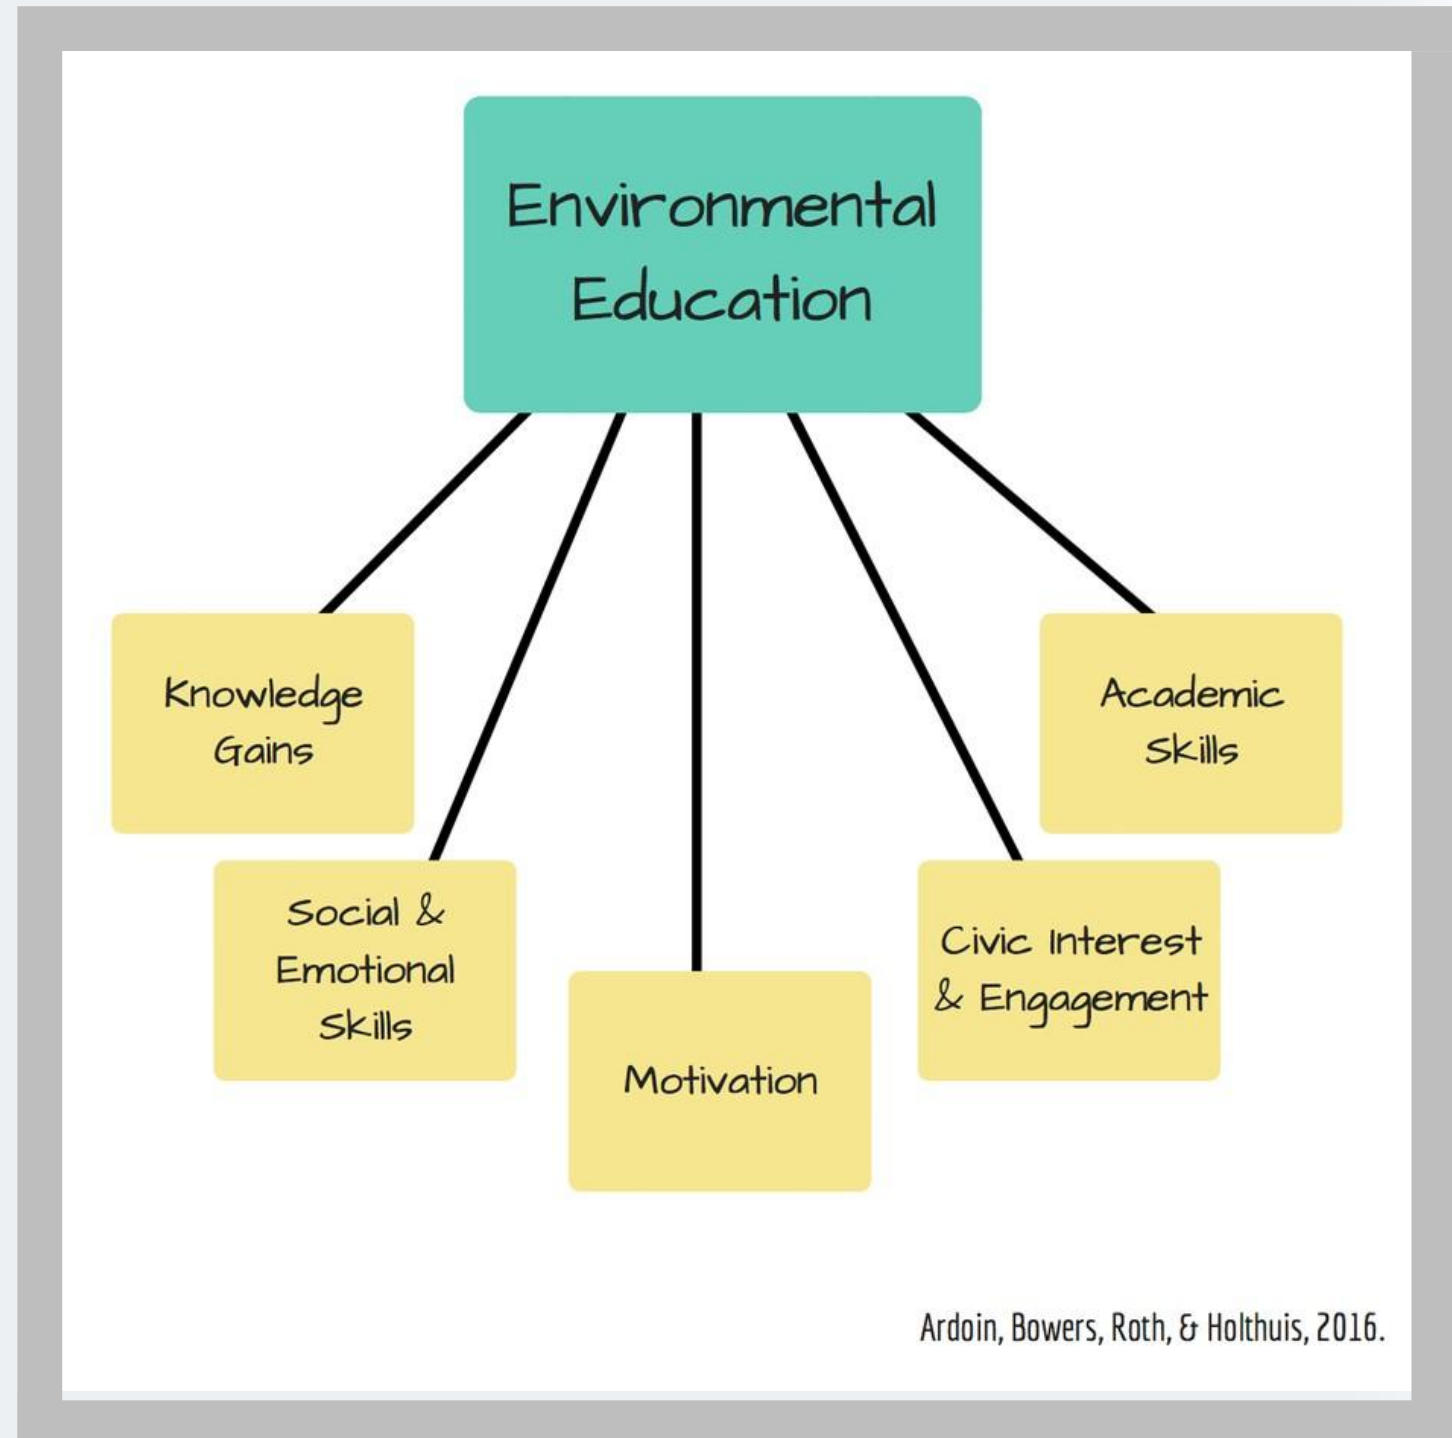 Environmental
Education
Knowledge
Gains
Social &
Emotional
Skills
Motivation
Civic Interest
& Engagement
Academic
Skills
Ardoin, Bowers, Roth, & Holthuis, 2016.